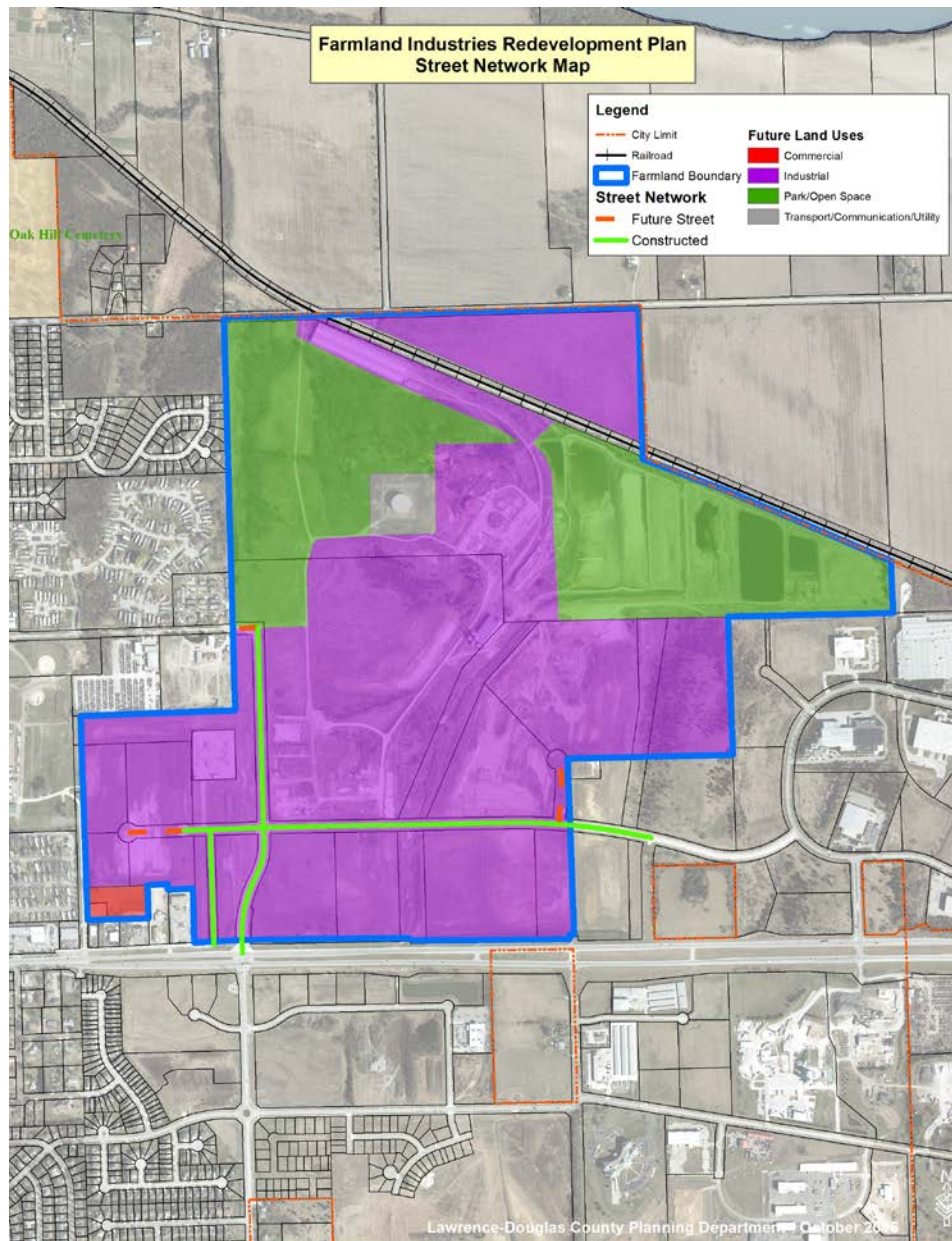 Farmland Industries Redevelopment Plan
Street Network Map
Legend
City Limit
Railroad
Farmland Boundary
Street Network
Future Street
Constructed
Future Land Uses
Commercial
Industrial
Park/Open Space
Transport/Communication/Utility
Oak Hill Cemetery
Lawrence-Douglas County Planning Department - October